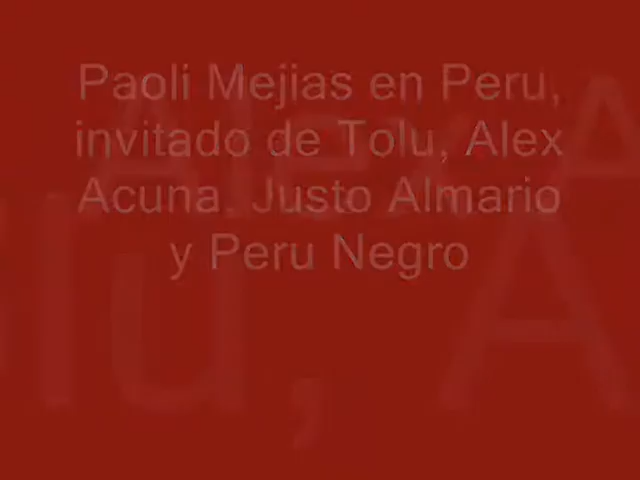 Paoli Mejias en Peru,
invitado de Tolu, Alex
Acuna. Justo Almario
y Peru Negro